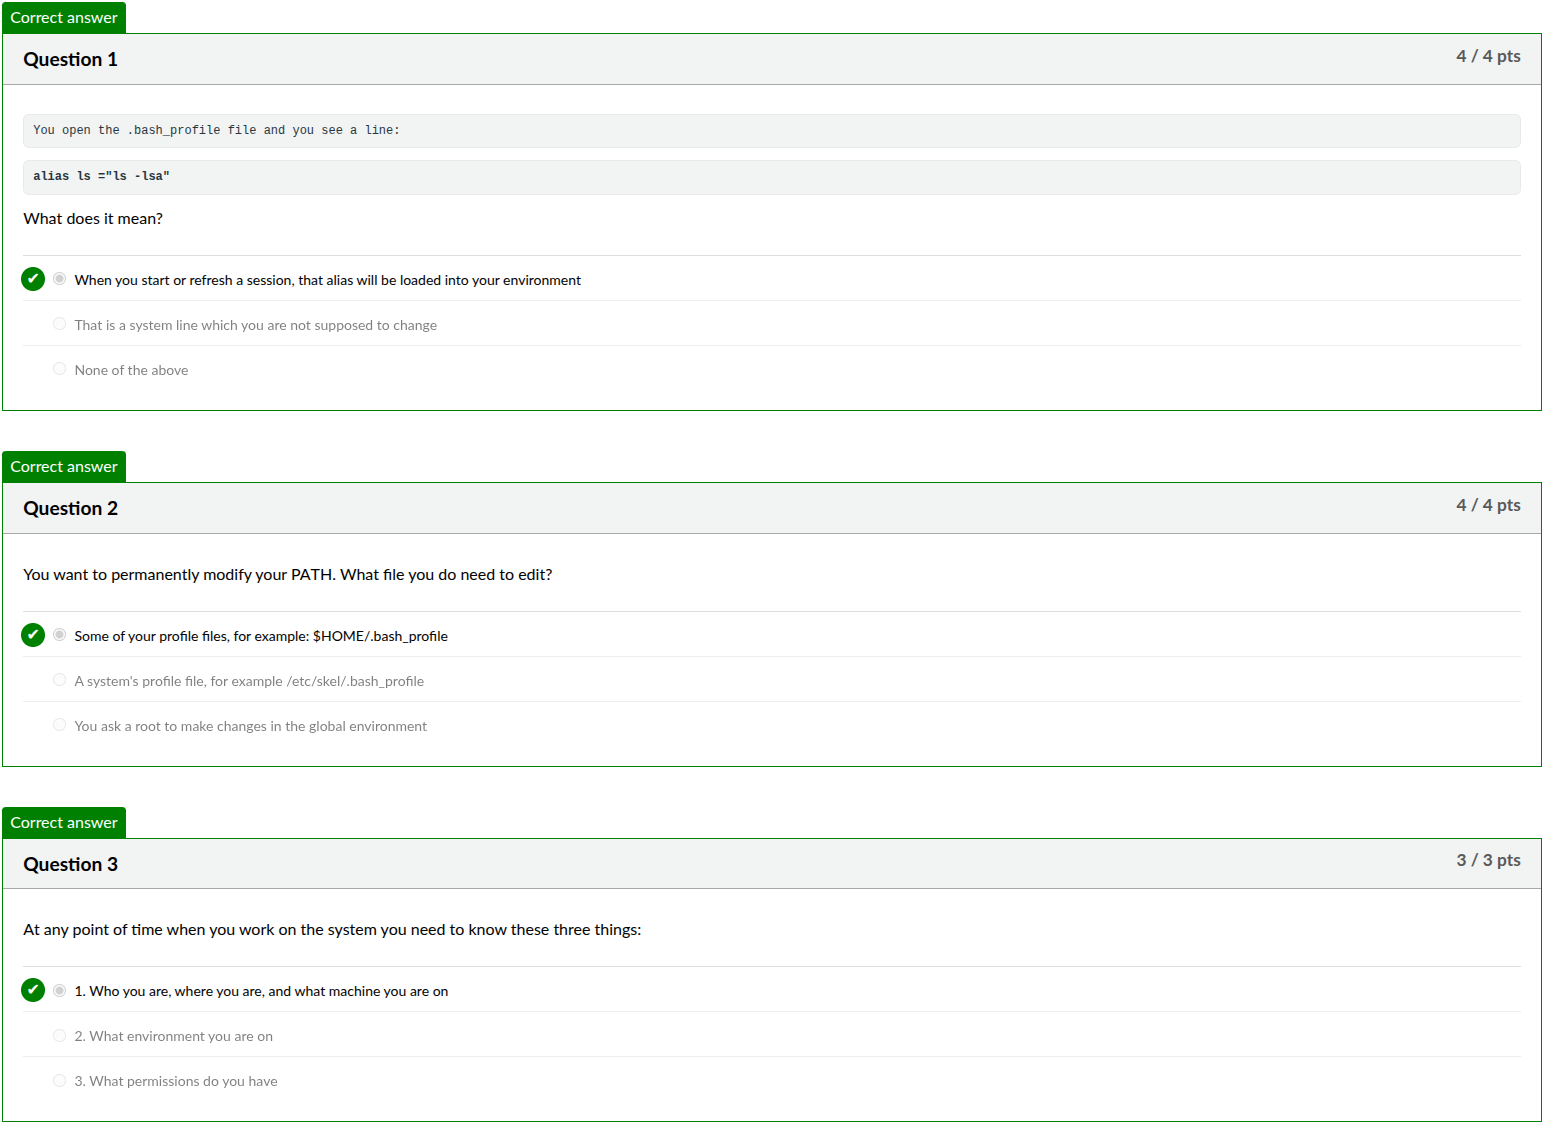 Correct answer
Question 1
4 / 4 pts
You open the .bash_profile file and you see a line:
alias ls ="ls -lsa"
What does it mean?
When you start or refresh a session, that alias will be loaded into your environment
That is a system line which you are not supposed to change
None of the above
Correct answer
Question 2
4 / 4 pts
You want to permanently modify your PATH. What file you do need to edit?
Some of your profile files, for example: $HOME/.bash_profile
A system's profile file, for example /etc/skel/.bash_profile
You ask a root to make changes in the global environment
Correct answer
Question 3
3 / 3 pts
At any point of time when you work on the system you need to know these three things:
1. Who you are, where you are, and what machine you are on
2. What environment you are on
3. What permissions do you have